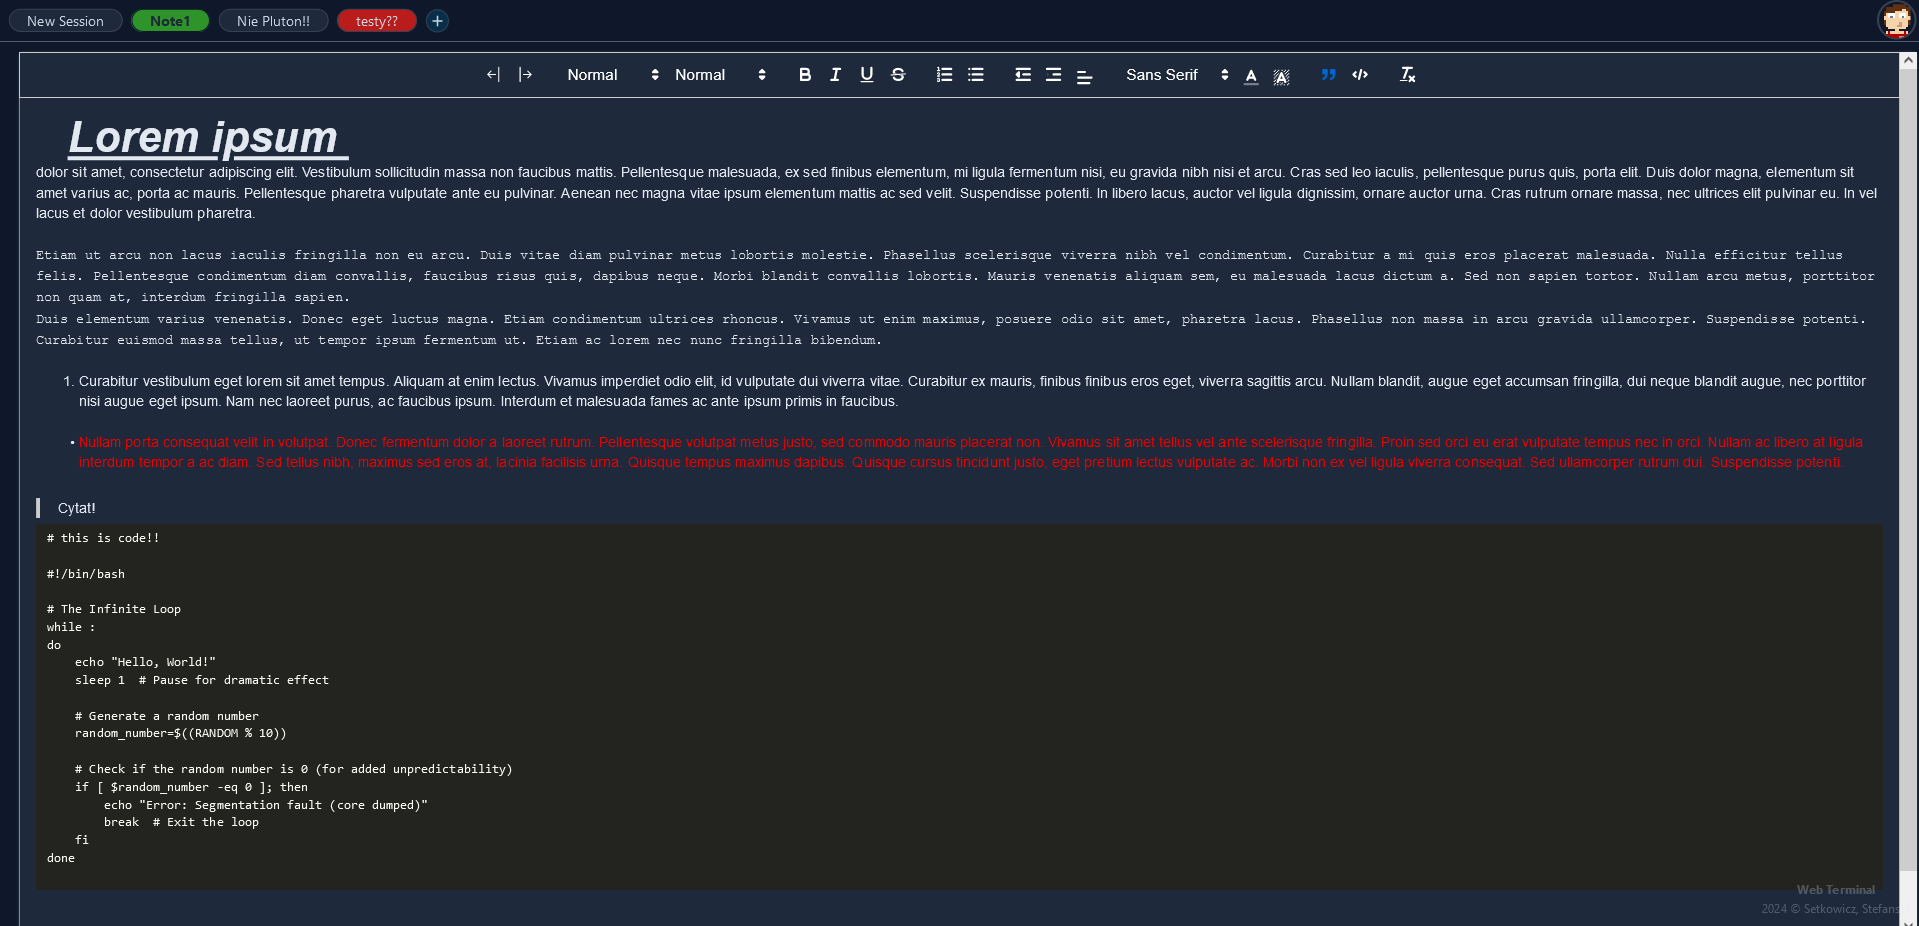 New Session
Note1
Nie Pluton!!
testy??
Normal
Normal
Sans Serif
Lorem ipsum
dolor sit amet, consectetur adipiscing elit. Vestibulum sollicitudin massa non faucibus mattis. Pellentesque malesuada, ex sed finibus elementum, mi ligula fermentum nisi, eu gravida nibh nisi et arcu. Cras sed leo iaculis, pellentesque purus quis, porta elit. Duis dolor magna, elementum sit
amet varius ac, porta ac mauris. Pellentesque pharetra vulputate ante eu pulvinar. Aenean nec magna vitae ipsum elementum mattis ac sed velit. Suspendisse potenti. In libero lacus, auctor vel ligula dignissim, ornare auctor urna. Cras rutrum ornare massa, nec ultrices elit pulvinar eu. In vel
lacus et dolor vestibulum pharetra.
Etiam ut arcu non lacus iaculis fringilla non eu arcu. Duis vitae diam pulvinar metus lobortis molestie. Phasellus scelerisque viverra nibh vel condimentum. Curabitur a mi quis eros placerat malesuada. Nulla efficitur tellus
felis. Pellentesque condimentum diam convallis, faucibus risus quis, dapibus neque. Morbi blandit convallis lobortis. Mauris venenatis aliquam sem, eu malesuada lacus dictum a. Sed non sapien tortor. Nullam arcu metus, porttitor
non quam at, interdum fringilla sapien.
Duis elementum varius venenatis. Donec eget luctus magna. Etiam condimentum ultrices rhoncus. Vivamus ut enim maximus, posuere odio sit amet, pharetra lacus. Phasellus non massa in arcu gravida ullamcorper. Suspendisse potenti.
Curabitur euismod massa tellus, ut tempor ipsum fermentum ut. Etiam ac lorem nec nunc fringilla bibendum.
1. Curabitur vestibulum eget lorem sit amet tempus. Aliquam at enim lectus. Vivamus imperdiet odio elit, id vulputate dui viverra vitae. Curabitur ex mauris, finibus finibus eros eget, viverra sagittis arcu. Nullam blandit, augue eget accumsan fringilla, dui neque blandit augue, nec porttitor
nisi augue eget ipsum. Nam nec laoreet purus, ac faucibus ipsum. Interdum et malesuada fames ac ante ipsum primis in faucibus.
• Nullam porta consequat velit in volutpat. Donec fermentum dolor a laoreet rutrum. Pellentesque volutpat metus justo, sed commodo mauris placerat non. Vivamus sit amet tellus vel ante scelerisque fringilla. Proin sed orci eu erat vulputate tempus nec in orci. Nullam ac libero at ligula
interdum tempor a ac diam. Sed tellus nibh, maximus sed eros at, lacinia facilisis urna. Quisque tempus maximus dapibus. Quisque cursus tincidunt justo, eget pretium lectus vulputate ac. Morbi non ex vel ligula viverra consequat. Sed ullamcorper rutrum dui. Suspendisse potenti.
Cytat!
# this is code!!
#!/bin/bash
# The Infinite Loop
while :
do
    echo "Hello, World!"
    sleep 1  # Pause for dramatic effect
    # Generate a random number
    random_number=$((RANDOM % 10))
    # Check if the random number is 0 (for added unpredictability)
    if [ $random_number -eq 0 ]; then
        echo "Error: Segmentation fault (core dumped)"
        break  # Exit the loop
    fi
done
Web Terminal
2024 © Setkowicz, Stefans